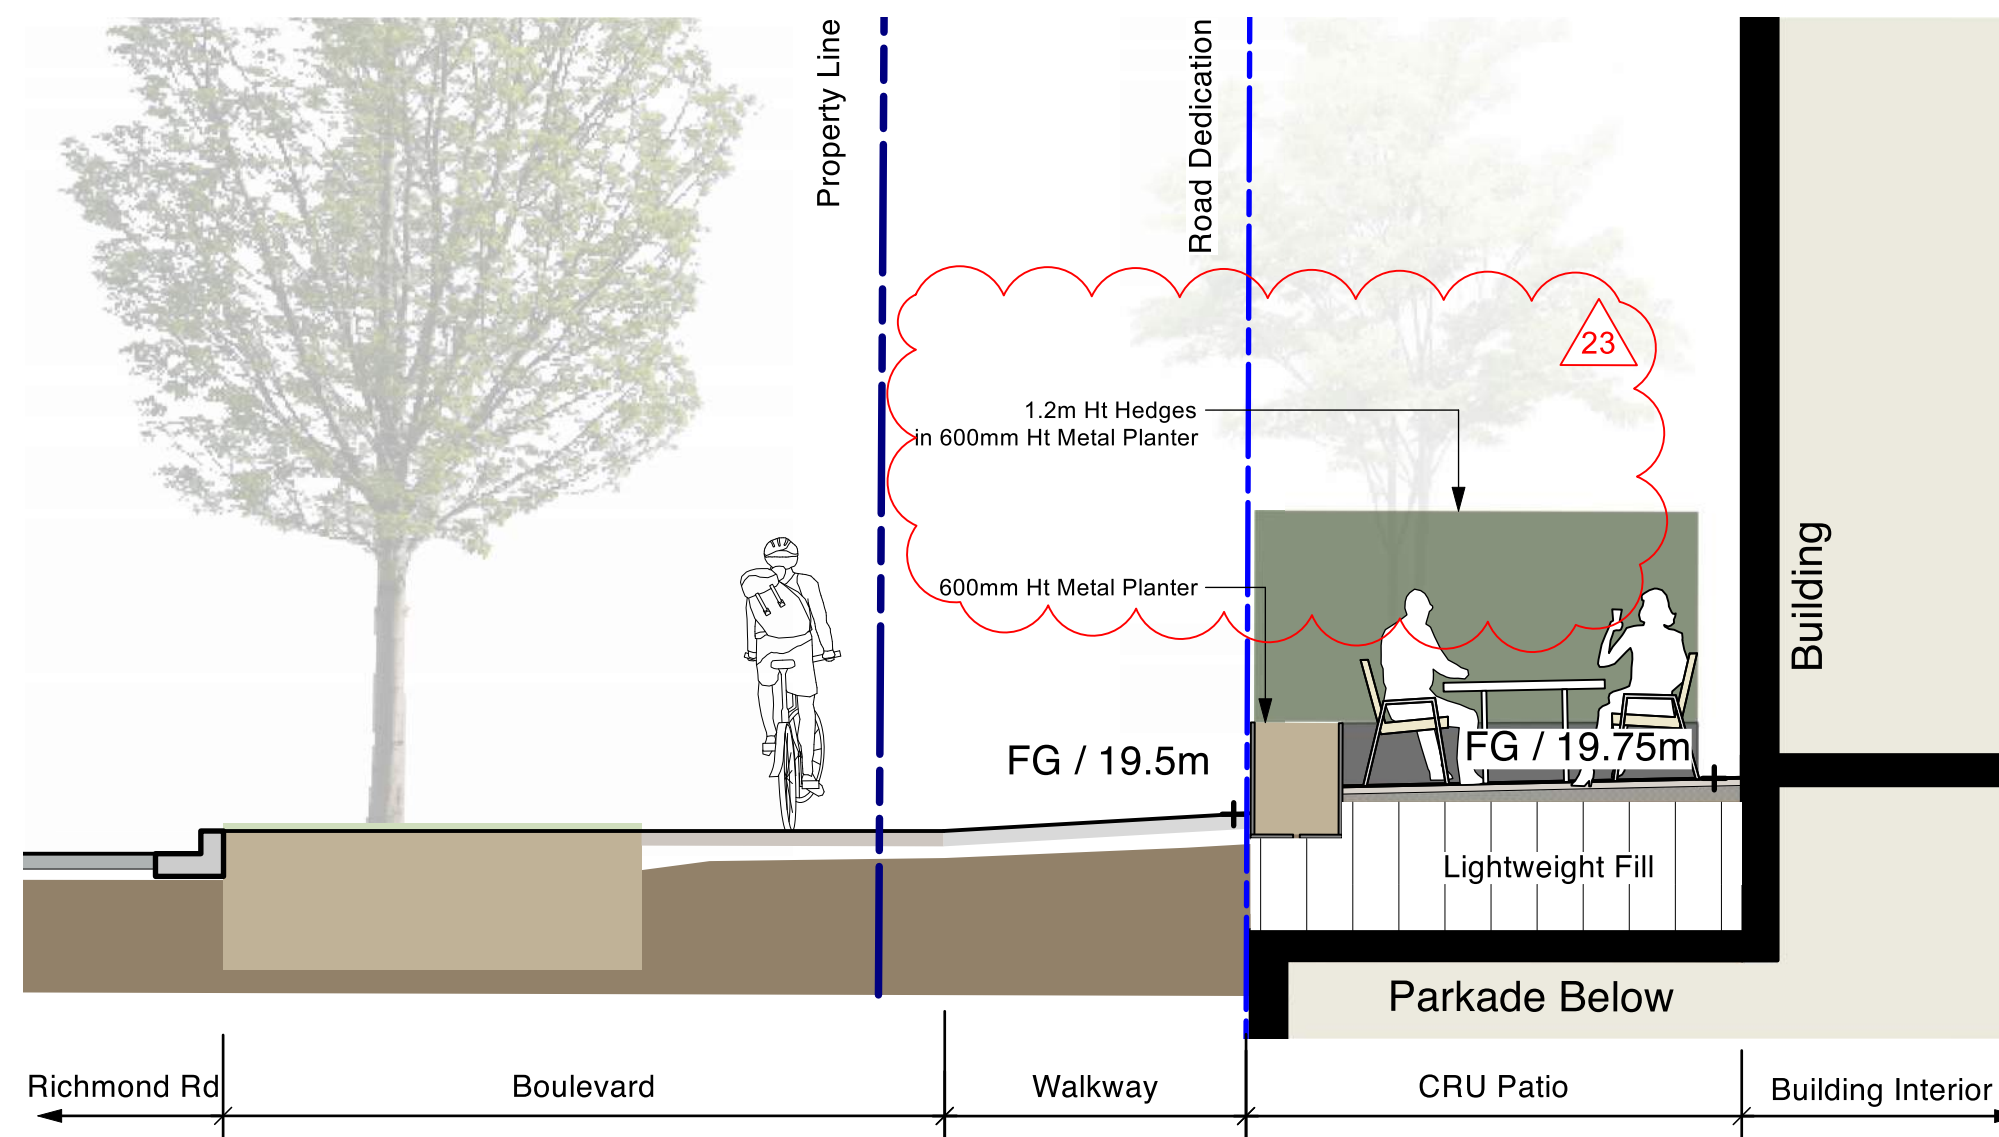 Property Line
Road Dedication
23
1.2m Ht Hedges
in 600mm Ht Metal Planter
600mm Ht Metal Planter
Building
FG / 19.5m
FG / 19.75m
Lightweight Fill
Parkade Below
Richmond Rd
Boulevard
Walkway
CRU Patio
Building Interior